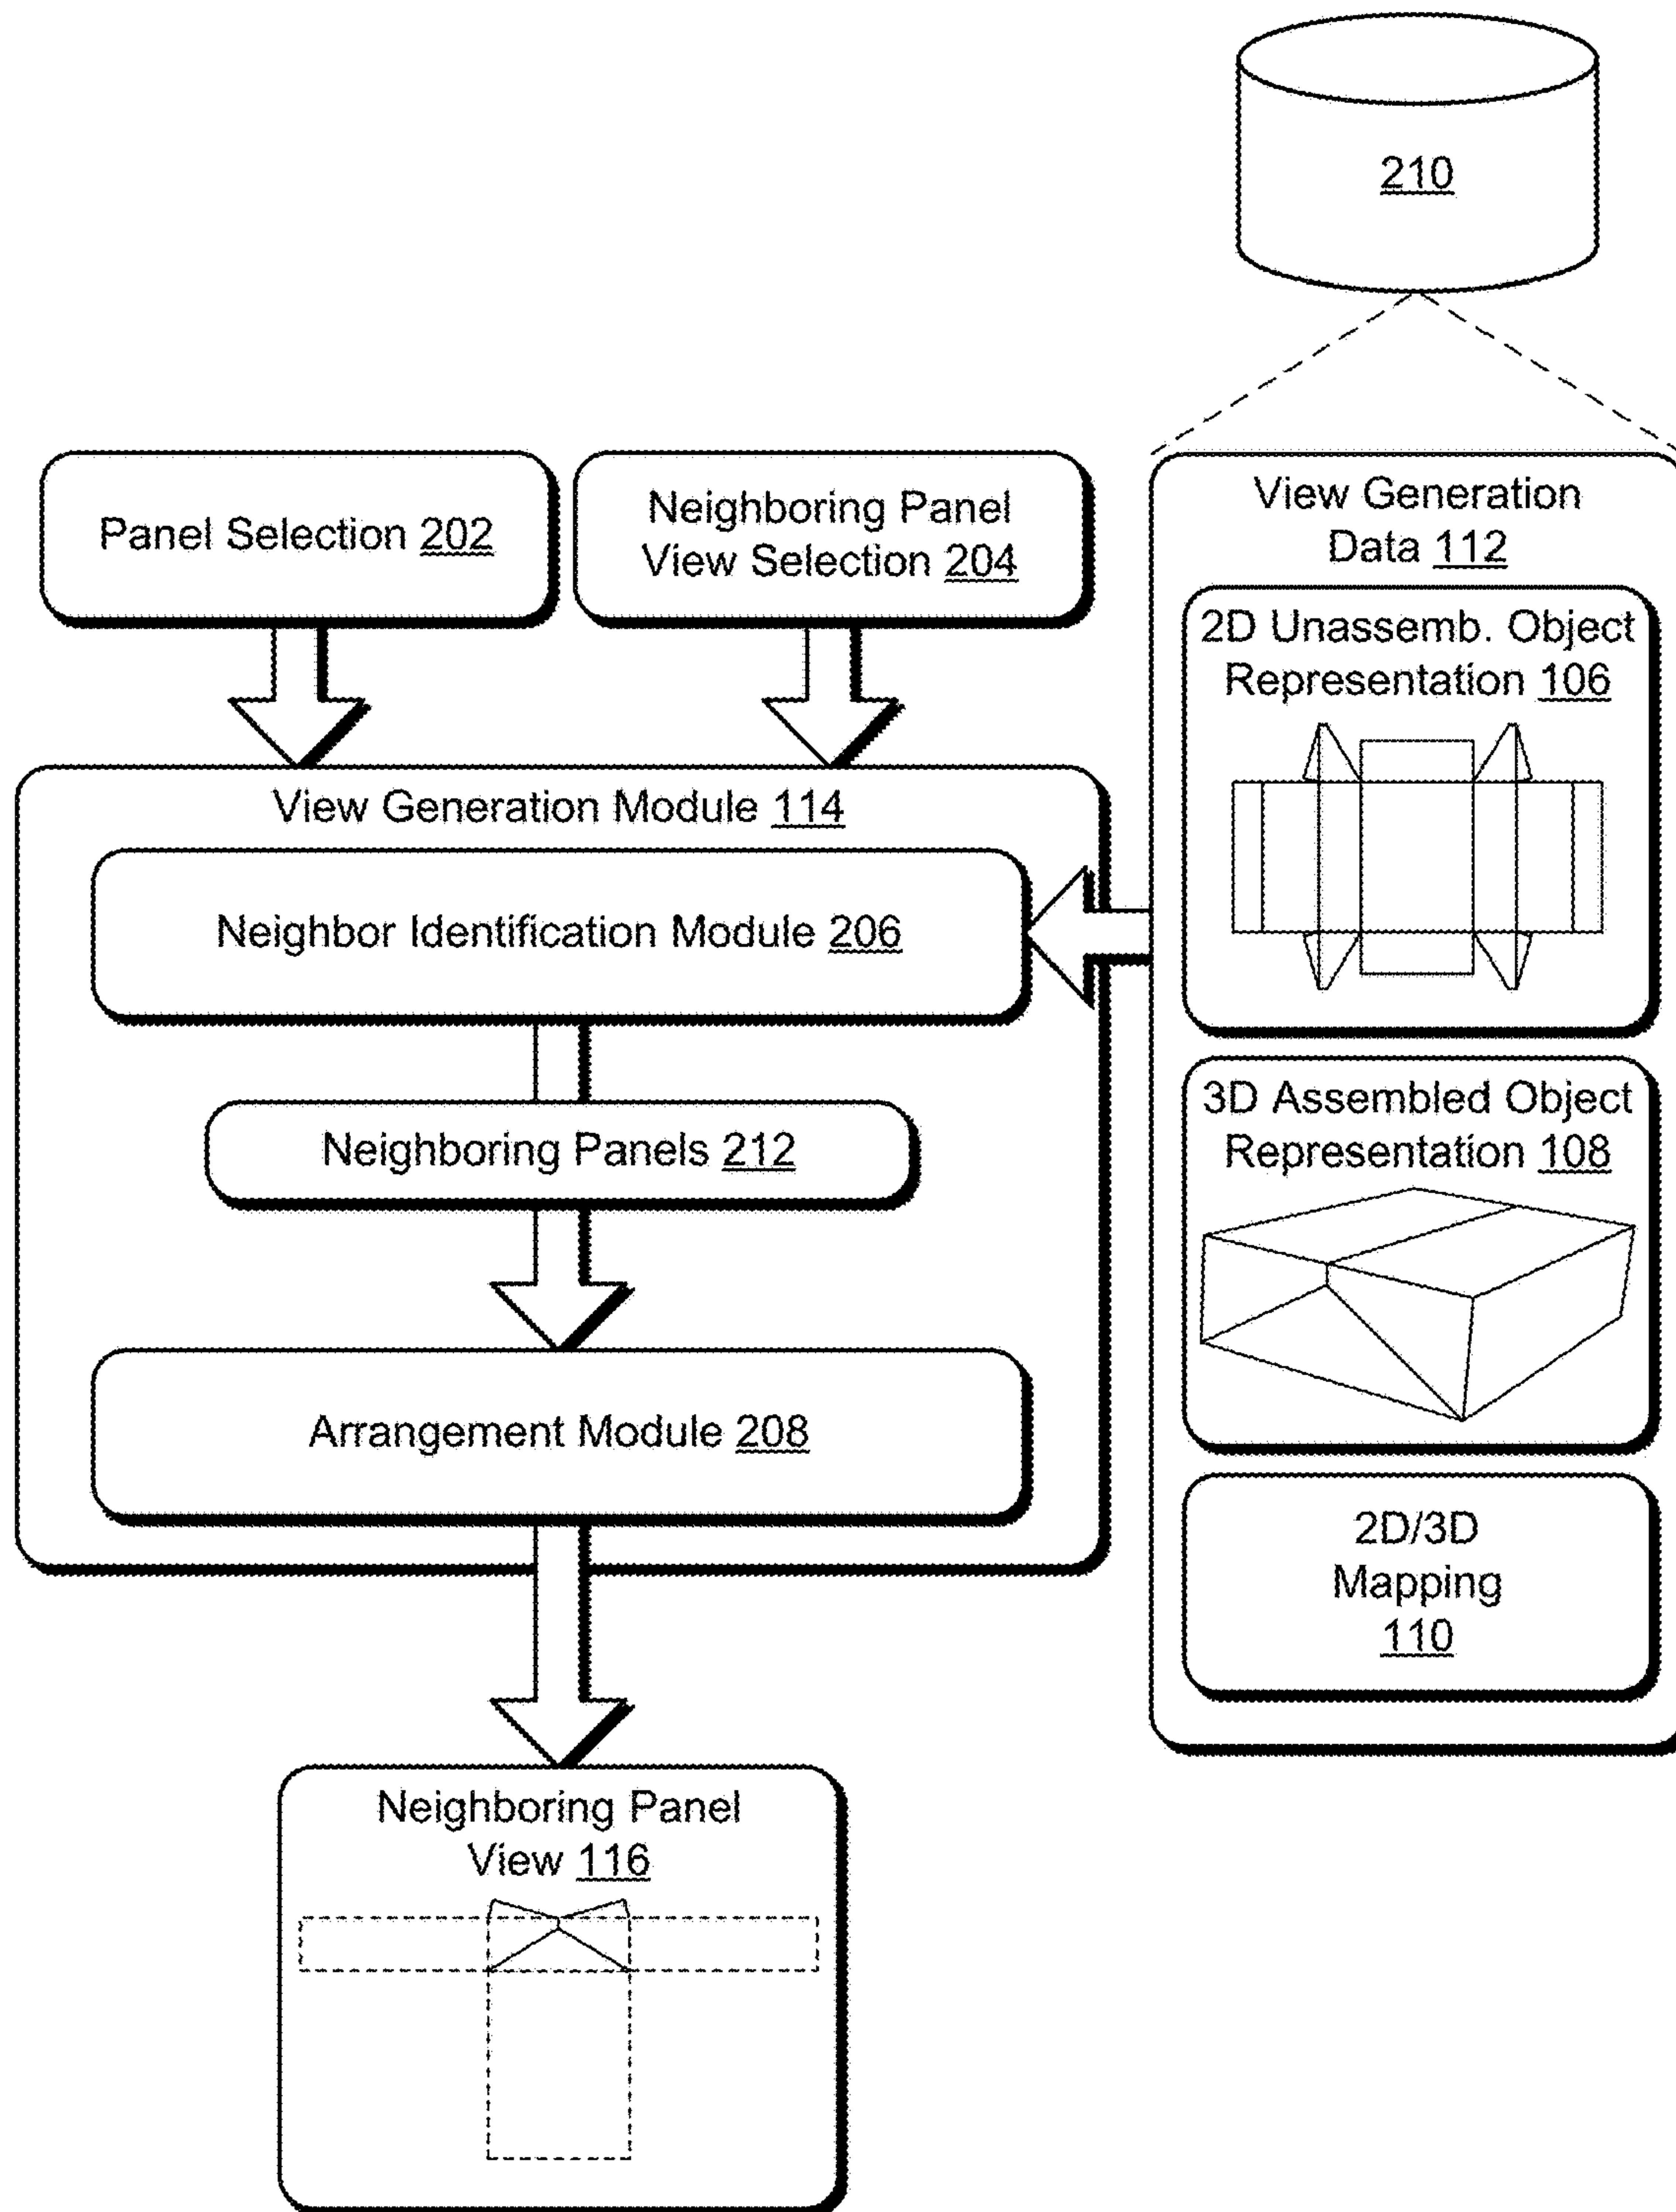 210
Panel Selection 202
Neighboring Panel
View Selection 204
View Generation
Data 112
2D Unassemb. Object
Representation 106
View Generation Module 114
Neighbor Identification Module 206
Neighboring Panels 212
3D Assembled Object
Representation 108
Arrangement Module 208
2D/3D
Mapping
110
Neighboring Panel
View 116